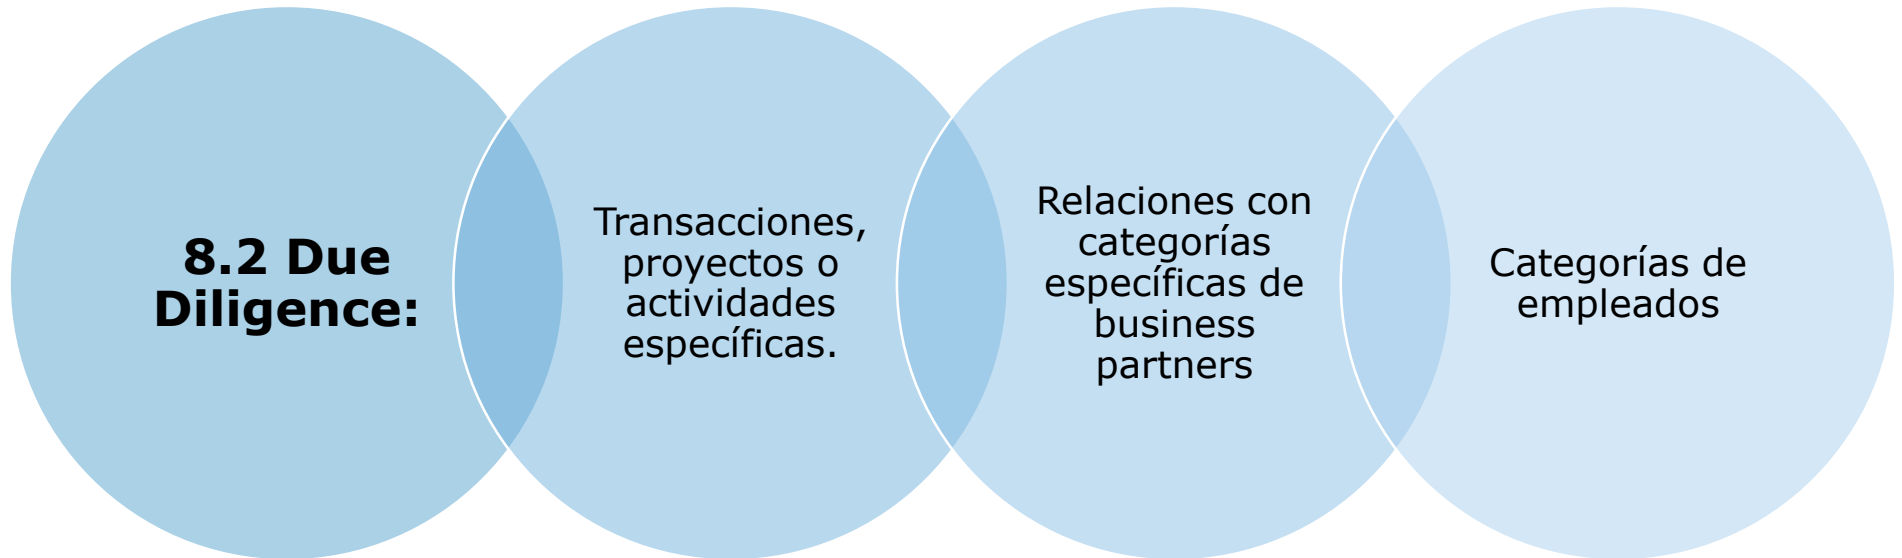 8.2 Due
Diligence:
Transacciones,
proyectos o
actividades
específicas.
Relaciones con
categorías
específicas de
business
partners
Categorías de
empleados